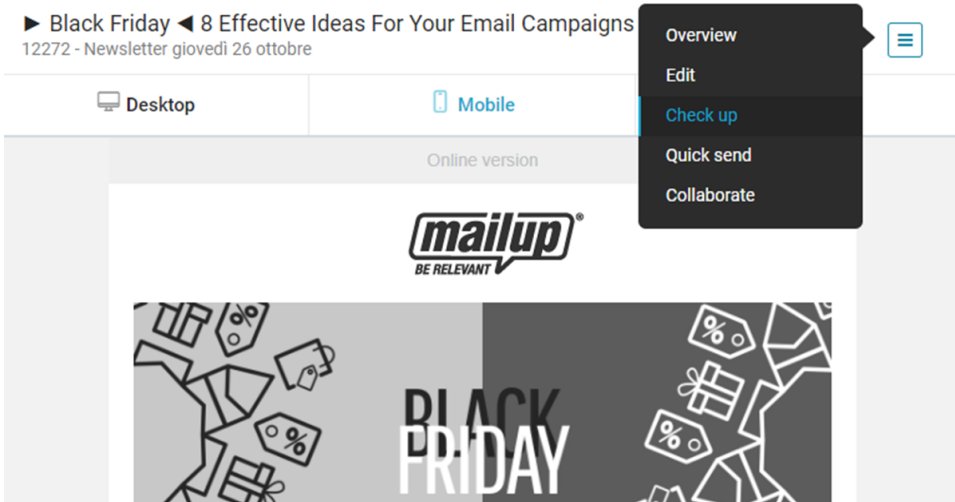 ► Black Friday ◄ 8 Effective Ideas For Your Email Campaigns
12272 - Newsletter giovedì 26 ottobre
Overview
Edit
Check up
Quick send
Collaborate
Desktop
Mobile
Online version
mailup®
BE RELEVANT
%
%
%
%
BLACK
FRIDAY